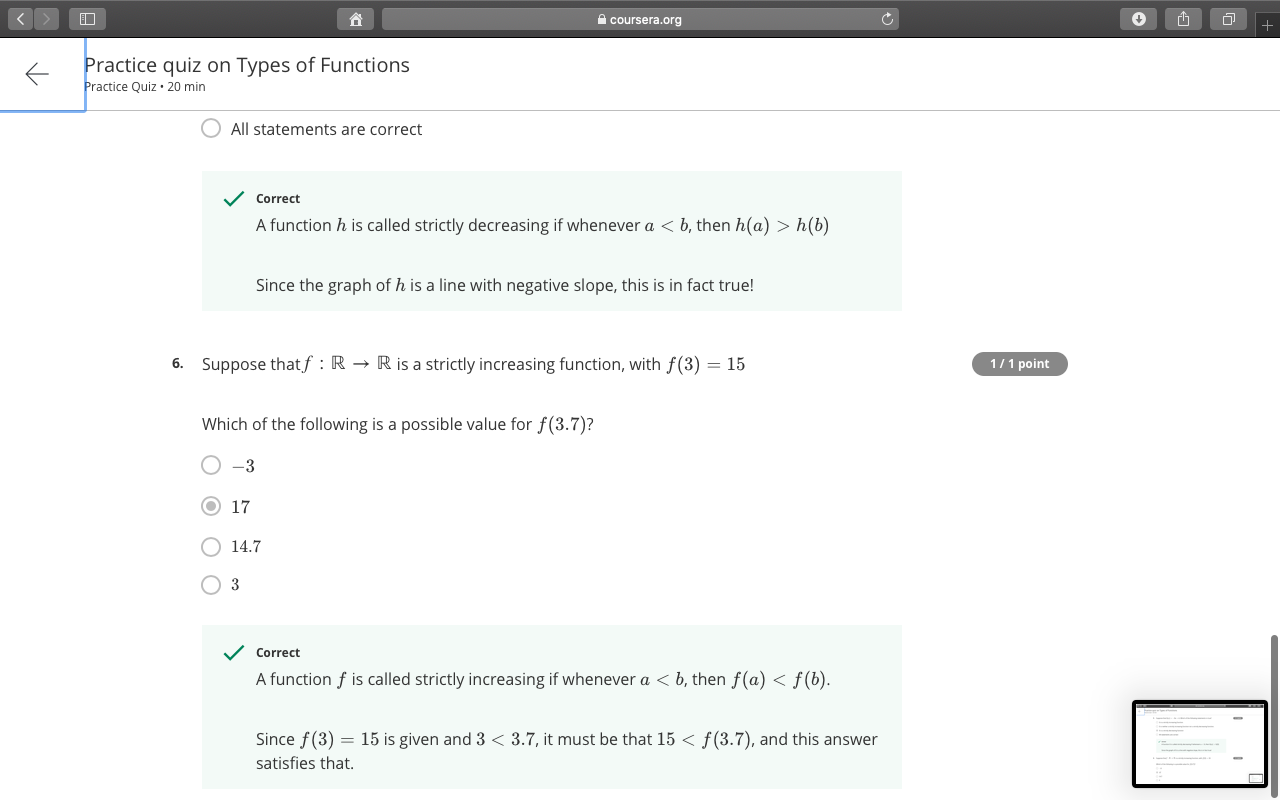 coursera.org
Practice quiz on Types of Functions
Practice Quiz • 20 min
All statements are correct
Correct
A function h is called strictly decreasing if whenever a < b, then h(a) > h(b)
Since the graph of h is a line with negative slope, this is in fact true!
6. Suppose that f : ℝ → ℝ is a strictly increasing function, with f(3) = 15
1 / 1 point
Which of the following is a possible value for f(3.7)?
−3
17
14.7
3
Correct
A function f is called strictly increasing if whenever a < b, then f(a) < f(b).
Since f(3) = 15 is given and 3 < 3.7, it must be that 15 < f(3.7), and this answer
satisfies that.